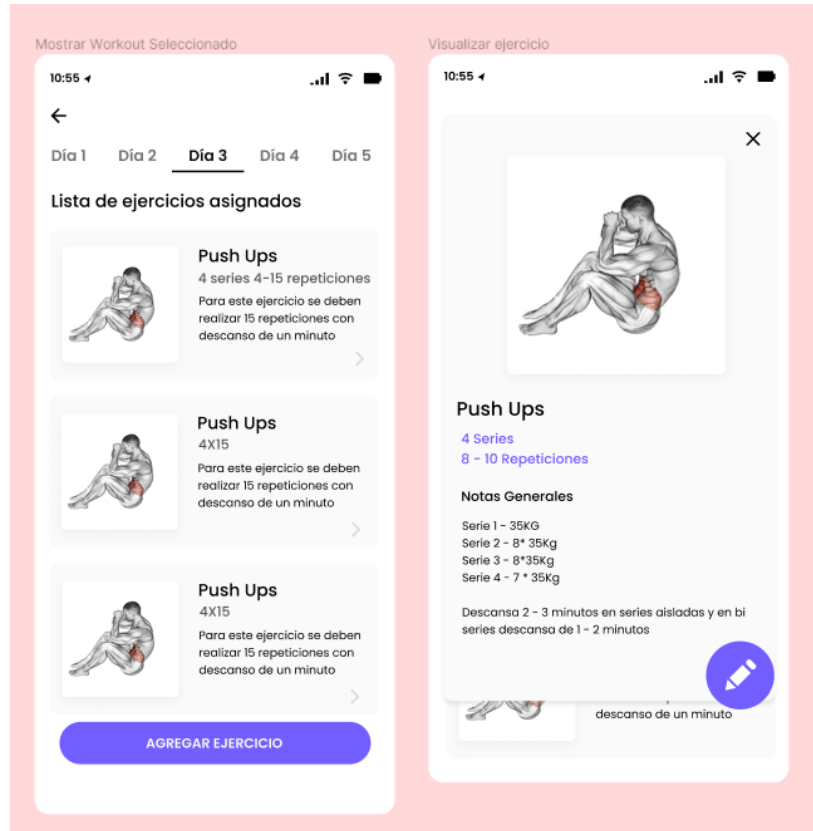 Mostrar Workout Seleccionado
10:55
Día 1 Día 2 Día 3 Día 4 Día 5
Lista de ejercicios asignados
Push Ups
4 series 4-15 repeticiones
Para este ejercicio se deben
realizar 15 repeticiones con
descanso de un minuto
Push Ups
4X15
Para este ejercicio se deben
realizar 15 repeticiones con
descanso de un minuto
Push Ups
4X15
Para este ejercicio se deben
realizar 15 repeticiones con
descanso de un minuto
AGREGAR EJERCICIO
Visualizar ejercicio
10:55
Push Ups
4 Series
8 - 10 Repeticiones
Notas Generales
Serie 1 - 35KG
Serie 2 - 8* 35Kg
Serie 3 - 8*35Kg
Serie 4 - 7 * 35Kg
Descansa 2 - 3 minutos en series aisladas y en bi
series descansa de 1 - 2 minutos
descanso de un minuto